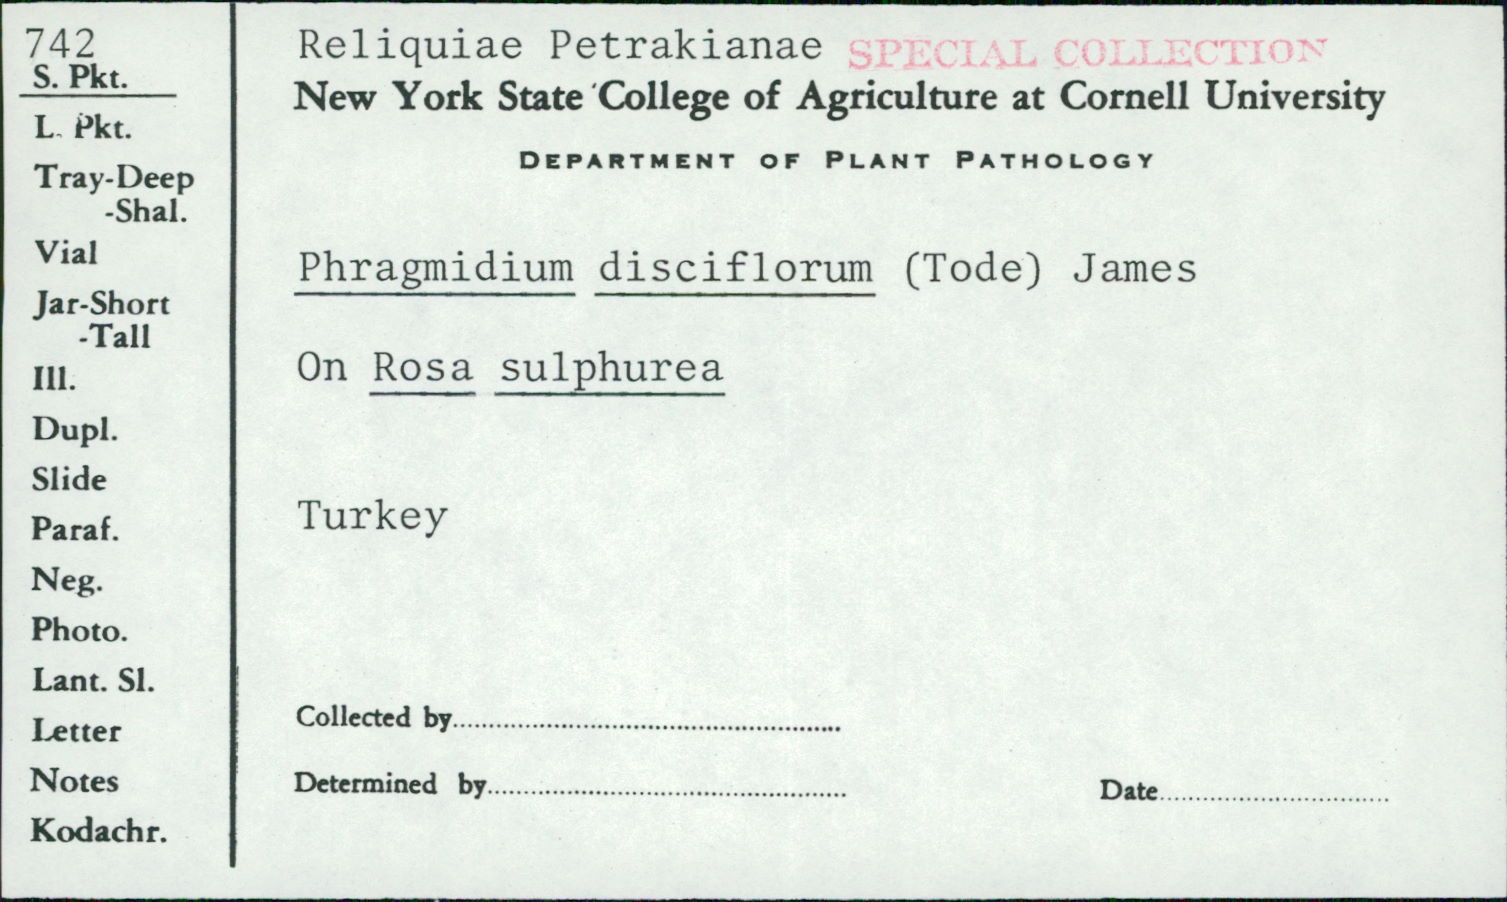 742
S. Pkt.
L. Pkt.
Tray-Deep
-Shal.
Vial
Jar-Short
-Tall
Ill.
Dupl.
Slide
Paraf.
Neg.
Photo.
Lant. Sl.
Letter
Notes
Kodachr.
Reliquiae Petrakianae SPECIAL COLLECTION
New York State College of Agriculture at Cornell University
DEPARTMENT OF PLANT PATHOLOGY
Phragmidium disciflorum (Tode) James
On Rosa sulphurea
Turkey
Collected by
Determined by
Date